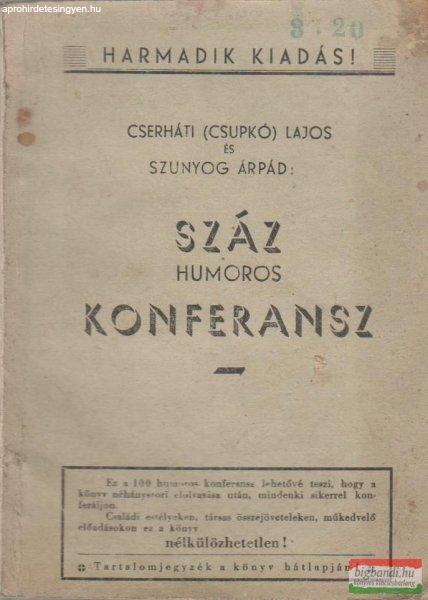 aprohirdetesingyen.hu
8.20
HARMADIK KIADÁS!
CSERHÁTI (CSUPKÓ) LAJOS
ÉS
SZUNYOG ÁRPÁD:
SZÁZ
HUMOROS
KONFERANSZ
Ez a 100 humoros konferansz lehetővé teszi, hogy a
könyv néhányszori elolvasása után, mindenki sikerrel kon-
feráljon.
Családi estélyeken, társas összejöveteleken, műkedvelő
előadásokon ez a könyv
nélkülözhetetlen!
Tartalomjegyzék a könyv hátlapján!
bigbandi.hu
könyves kincsesbarlang